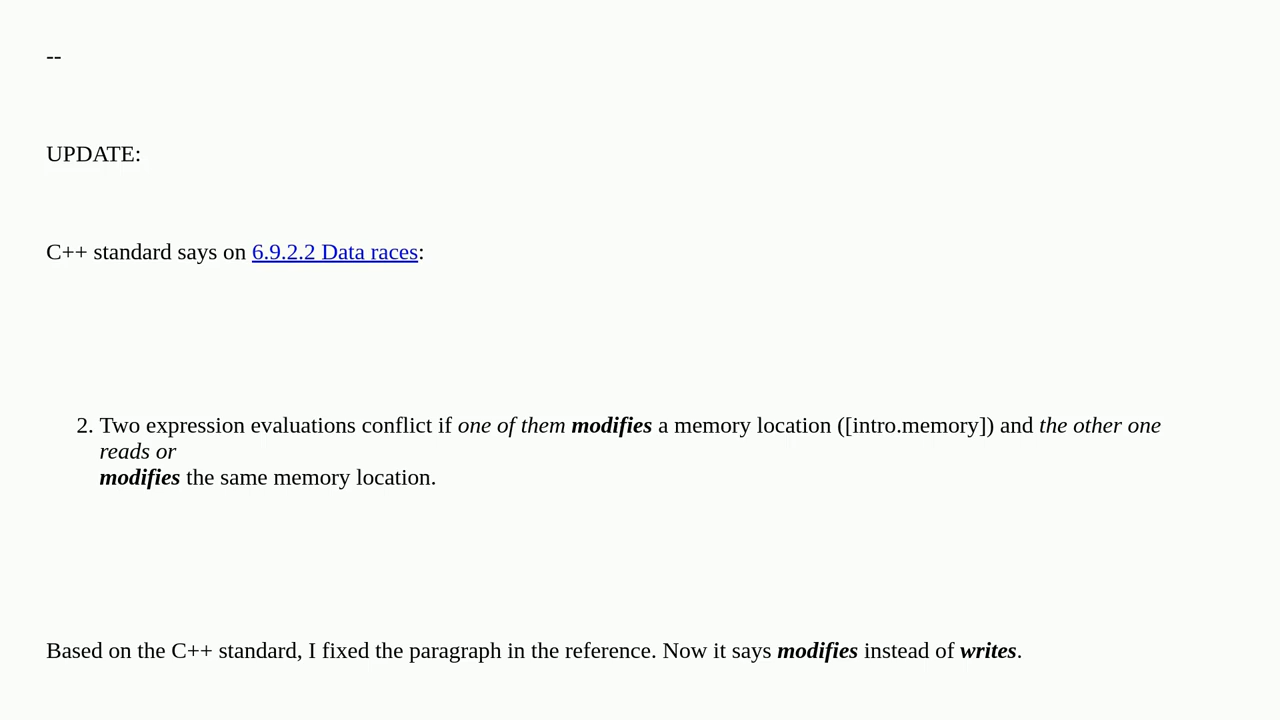 --
UPDATE:
C++ standard says on 6.9.2.2 Data races:
2. Two expression evaluations conflict if one of them modifies a memory location ([intro.memory]) and the other one
reads or
modifies the same memory location.
Based on the C++ standard, I fixed the paragraph in the reference. Now it says modifies instead of writes.